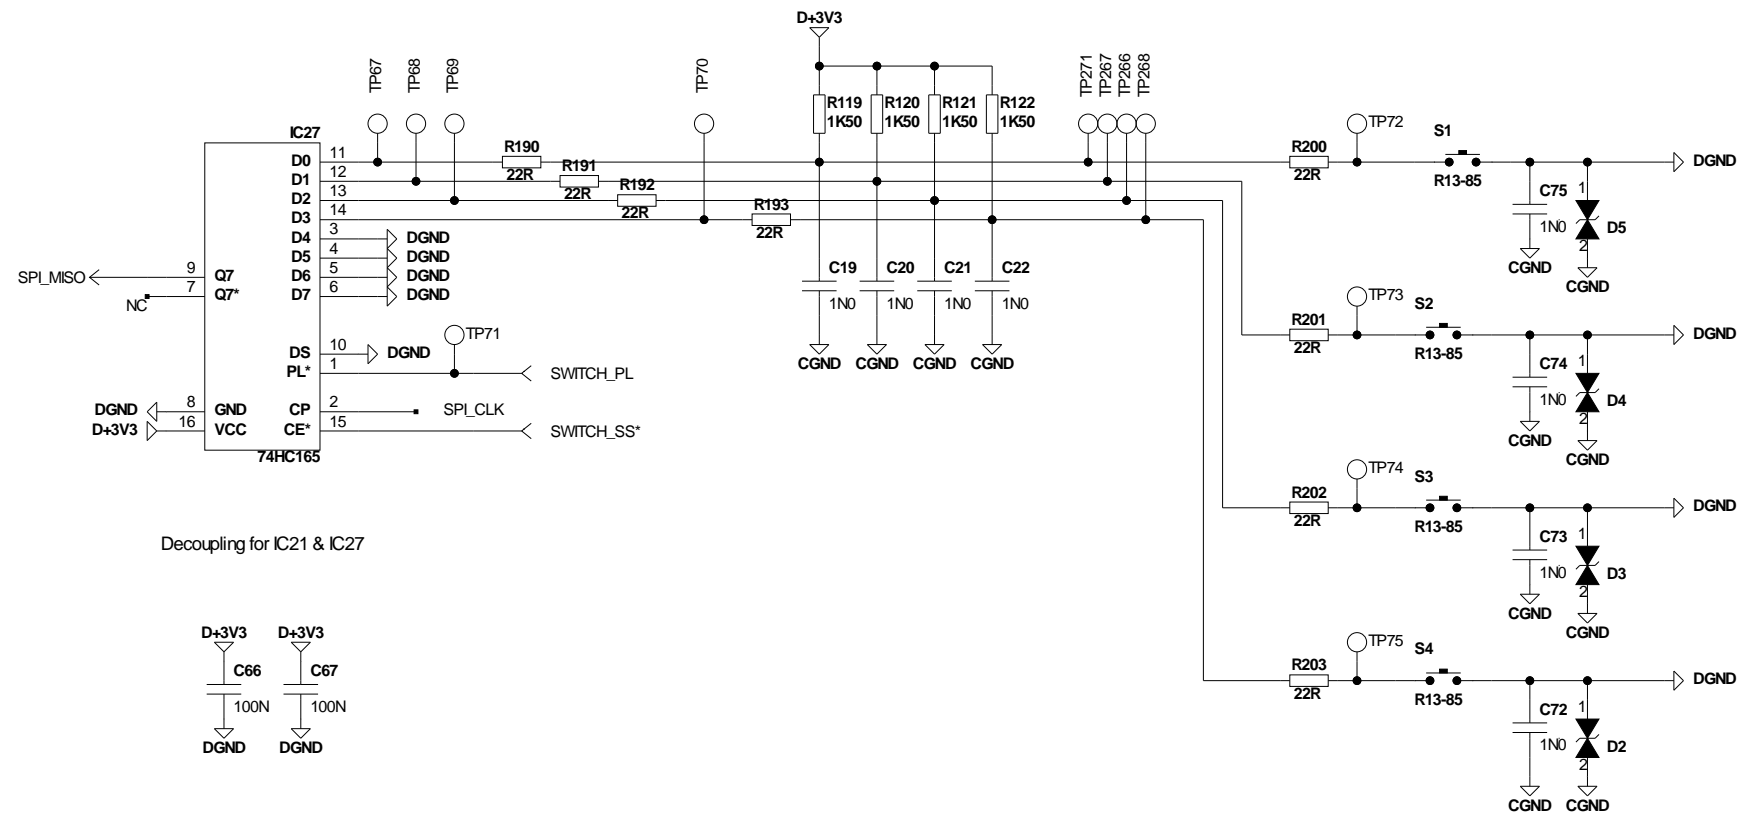 D+3V3
TP67
TP68
TP69
TP70
TP271
TP267
TP266
TP268
R119
1K50
R120
1K50
R121
1K50
R122
1K50
IC27
D0
11
D1
12
D2
13
D3
14
D4
3
DGND
D5
4
DGND
D6
5
DGND
D7
6
DGND
SPI_MISO
9
Q7
NC
7
Q7*
DS
10
DGND
PL*
1
TP71
SWITCH_PL
DGND
8
GND
CP
2
SPI_CLK
D+3V3
16
VCC
CE*
15
SWITCH_SS*
74HC165
R190
22R
R191
22R
R192
22R
R193
22R
C19
1N0
CGND
C20
1N0
CGND
C21
1N0
CGND
C22
1N0
CGND
R200
22R
TP72
S1
R13-85
DGND
C75
1N0
CGND
1
D5
2
CGND
R201
22R
TP73
S2
R13-85
DGND
C74
1N0
CGND
1
D4
2
CGND
R202
22R
TP74
S3
R13-85
DGND
C73
1N0
CGND
1
D3
2
CGND
R203
22R
TP75
S4
R13-85
DGND
C72
1N0
CGND
1
D2
2
CGND
Decoupling for IC21 & IC27
D+3V3
C66
100N
DGND
D+3V3
C67
100N
DGND